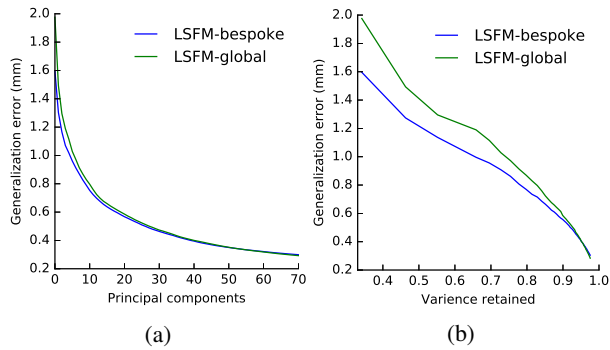 2.0
1.8
1.6
1.4
1.2
1.0
0.8
0.6
0.4
0.2
Generalization error (mm)
LSFM-bespoke
LSFM-global
0 10 20 30 40 50 60 70
Principal components
(a)
2.0
1.8
1.6
1.4
1.2
1.0
0.8
0.6
0.4
0.2
Generalization error (mm)
LSFM-bespoke
LSFM-global
0.4 0.5 0.6 0.7 0.8 0.9 1.0
Varience retained
(b)